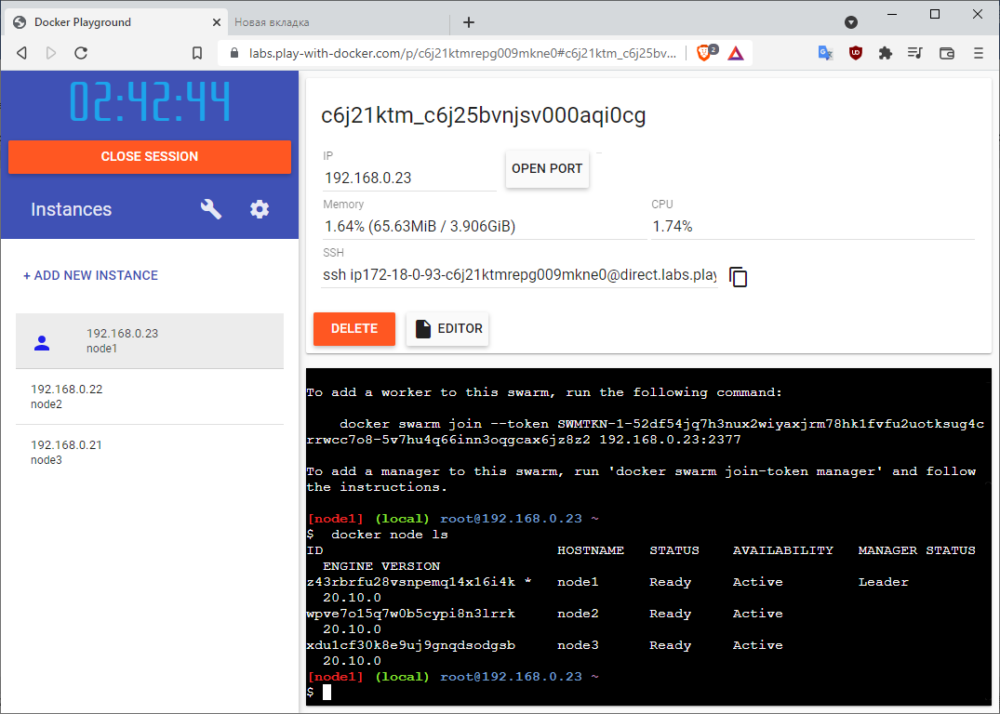 Docker Playground
Новая вкладка
labs.play-with-docker.com/p/c6j21ktmrepg009mkne0#c6j21ktm_c6j25bv...
2
02:42:44
CLOSE SESSION
Instances
+ ADD NEW INSTANCE
192.168.0.23
node1
192.168.0.22
node2
192.168.0.21
node3
c6j21ktm_c6j25bvnjsv000aqi0cg
IP
192.168.0.23
OPEN PORT
Memory
1.64% (65.63MiB / 3.906GiB)
CPU
1.74%
SSH
ssh ip172-18-0-93-c6j21ktmrepg009mkne0@direct.labs.play
DELETE
EDITOR
To add a worker to this swarm, run the following command:
docker swarm join --token SWMTKN-1-52df54jq7h3nux2wiyaxjrm78hk1fvfu2uotksug4c
rrwcc7o8-5v7hu4q66inn3oqgcax6jz8z2 192.168.0.23:2377
To add a manager to this swarm, run 'docker swarm join-token manager' and follow
the instructions.
[node1] (local) root@192.168.0.23 ~
$  docker node ls
ID HOSTNAME STATUS AVAILABILITY MANAGER STATUS
ENGINE VERSION
z43rbrfu28vsnpemq14x16i4k * node1 Ready Active Leader
20.10.0
wpve7o15q7w0b5cypi8n3lrrk node2 Ready Active
20.10.0
xdu1cf30k8e9uj9gnqdsodgsb node3 Ready Active
20.10.0
[node1] (local) root@192.168.0.23 ~
$